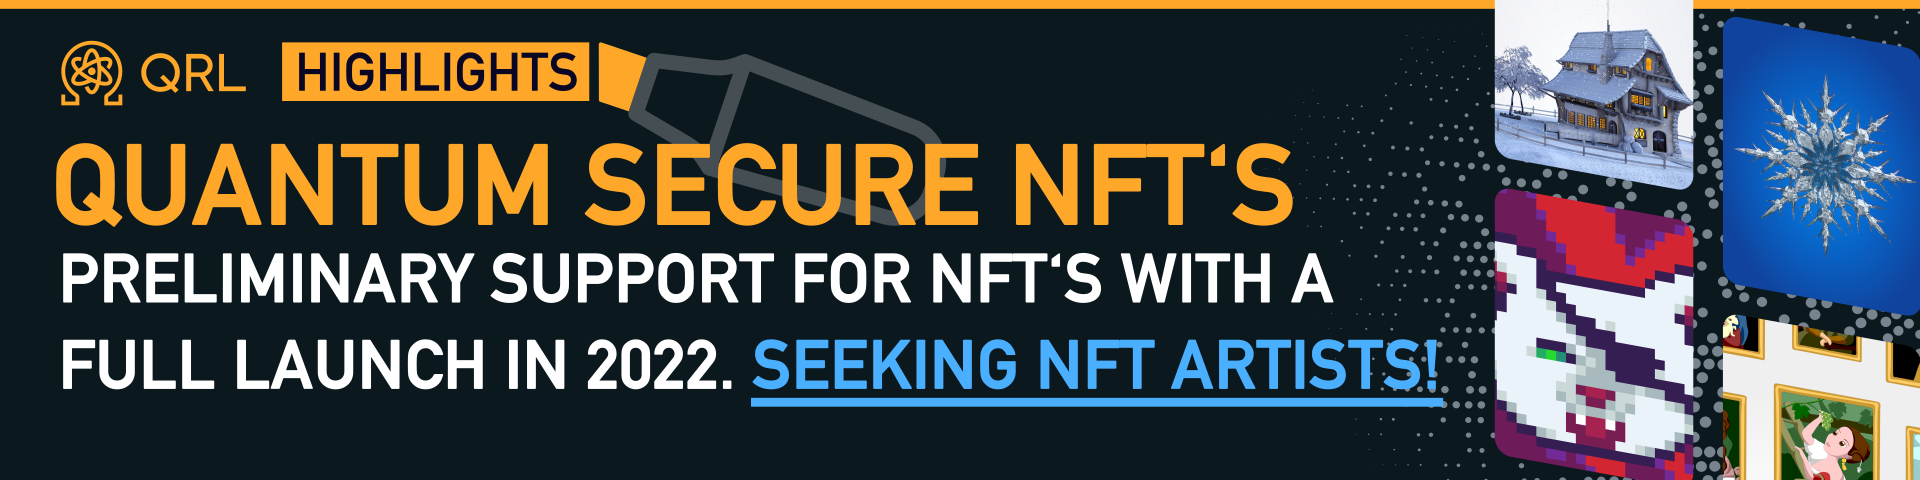 QRL HIGHLIGHTS
QUANTUM SECURE NFT‘S
PRELIMINARY SUPPORT FOR NFT‘S WITH A
FULL LAUNCH IN 2022. SEEKING NFT ARTISTS!